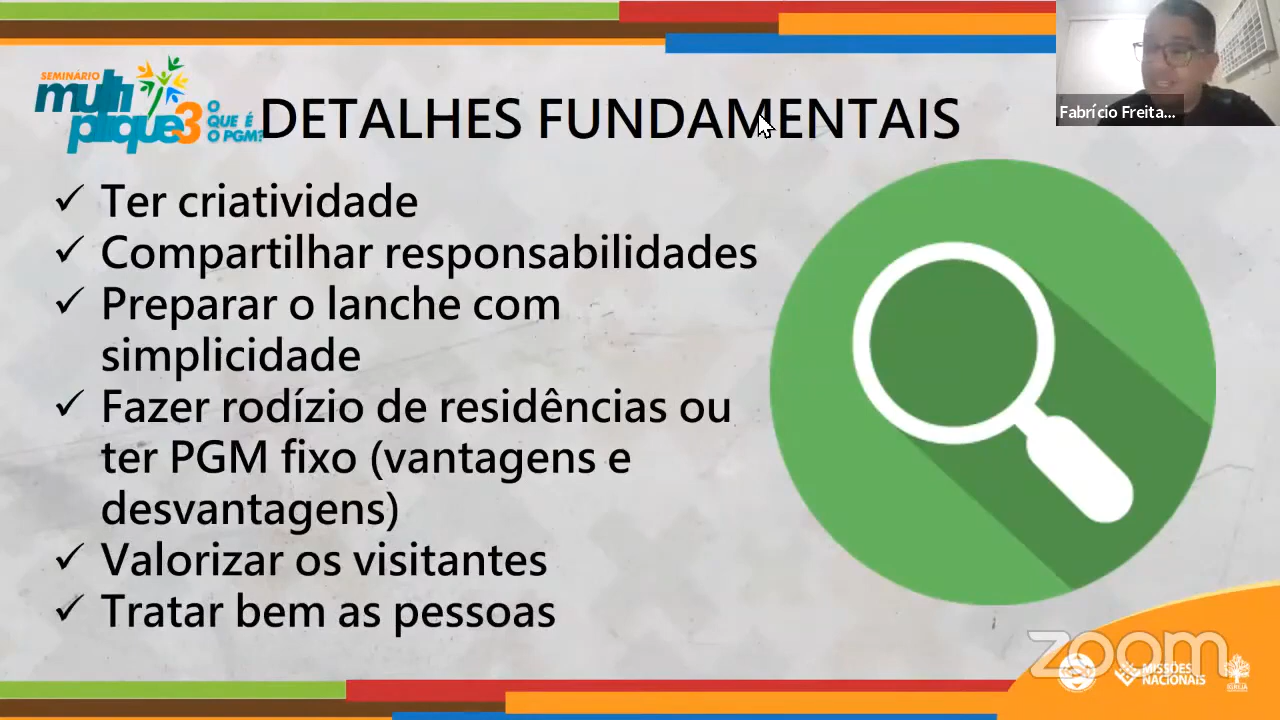 SEMINÁRIO
multi
plique3
O
QUE É
O PGM?
DETALHES FUNDAMENTAIS
Fabrício Freita...
✓ Ter criatividade
✓ Compartilhar responsabilidades
✓ Preparar o lanche com
simplicidade
✓ Fazer rodízio de residências ou
ter PGM fixo (vantagens e
desvantagens)
✓ Valorizar os visitantes
✓ Tratar bem as pessoas
zoom
MISSÕES
NACIONAIS
IGREJA